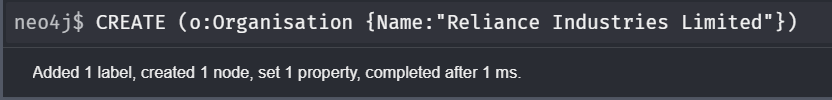 neo4j$ CREATE (o:Organisation {Name:"Reliance Industries Limited"})
Added 1 label, created 1 node, set 1 property, completed after 1 ms.